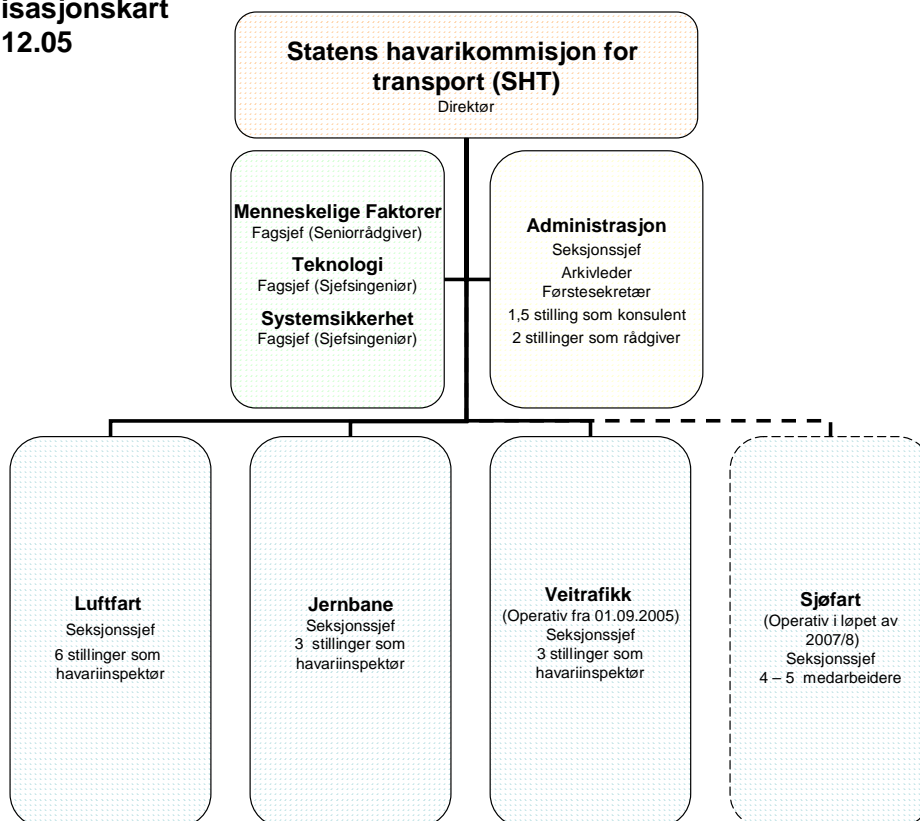 isasjonskart
12.05
Statens havarikommisjon for
transport (SHT)
Direktør
Menneskelige Faktorer
Fagsjef (Seniorrådgiver)
Teknologi
Fagsjef (Sjefsingeniør)
Systemsikkerhet
Fagsjef (Sjefsingeniør)
Administrasjon
Seksjonssjef
Arkivleder
Førstesekretær
1,5 stilling som konsulent
2 stillinger som rådgiver
Luftfart
Seksjonssjef
6 stillinger som
havariinspektør
Jernbane
Seksjonssjef
3 stillinger som
havariinspektør
Veitrafikk
(Operativ fra 01.09.2005)
Seksjonssjef
3 stillinger som
havariinspektør
Sjøfart
(Operativ i løpet av
2007/8)
Seksjonssjef
4 – 5 medarbeidere